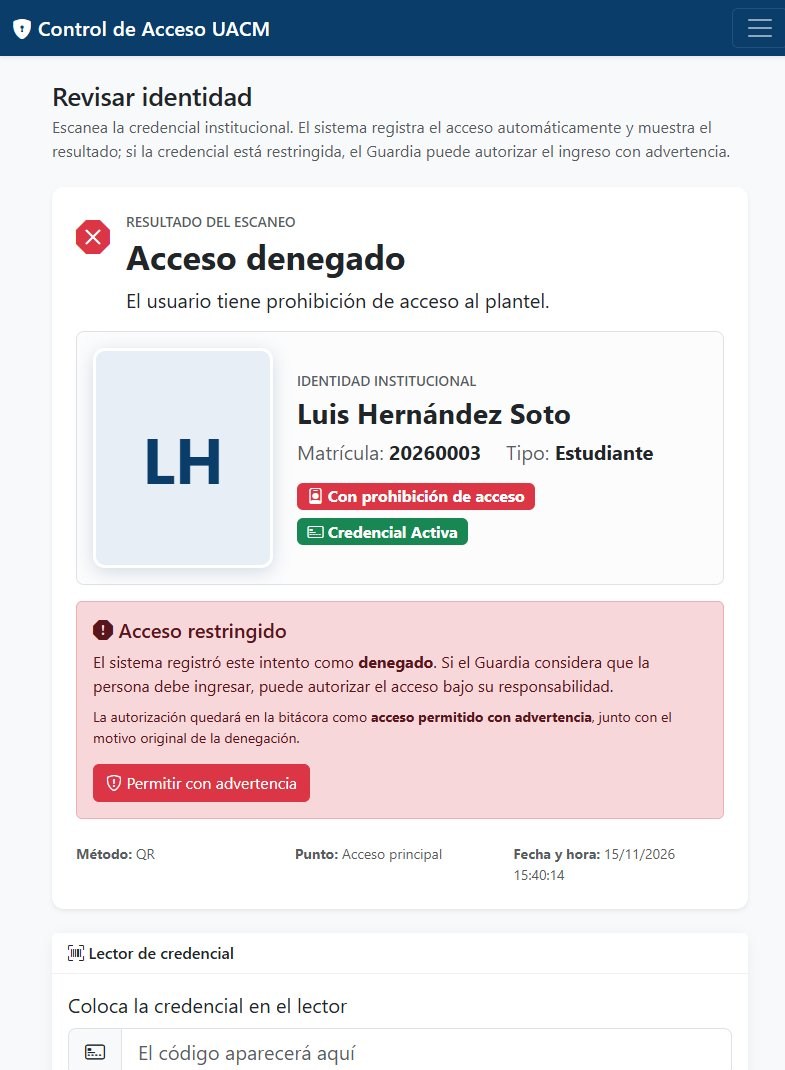 Control de Acceso UACM
Revisar identidad
Escanea la credencial institucional. El sistema registra el acceso automáticamente y muestra el
resultado; si la credencial está restringida, el Guardia puede autorizar el ingreso con advertencia.
RESULTADO DEL ESCANEO
Acceso denegado
El usuario tiene prohibición de acceso al plantel.
LH
IDENTIDAD INSTITUCIONAL
Luis Hernández Soto
Matrícula: 20260003 Tipo: Estudiante
Con prohibición de acceso
Credencial Activa
Acceso restringido
El sistema registró este intento como denegado. Si el Guardia considera que la
persona debe ingresar, puede autorizar el acceso bajo su responsabilidad.
La autorización quedará en la bitácora como acceso permitido con advertencia, junto con el
motivo original de la denegación.
Permitir con advertencia
Método: QR
Punto: Acceso principal
Fecha y hora: 15/11/2026
15:40:14
Lector de credencial
Coloca la credencial en el lector
El código aparecerá aquí